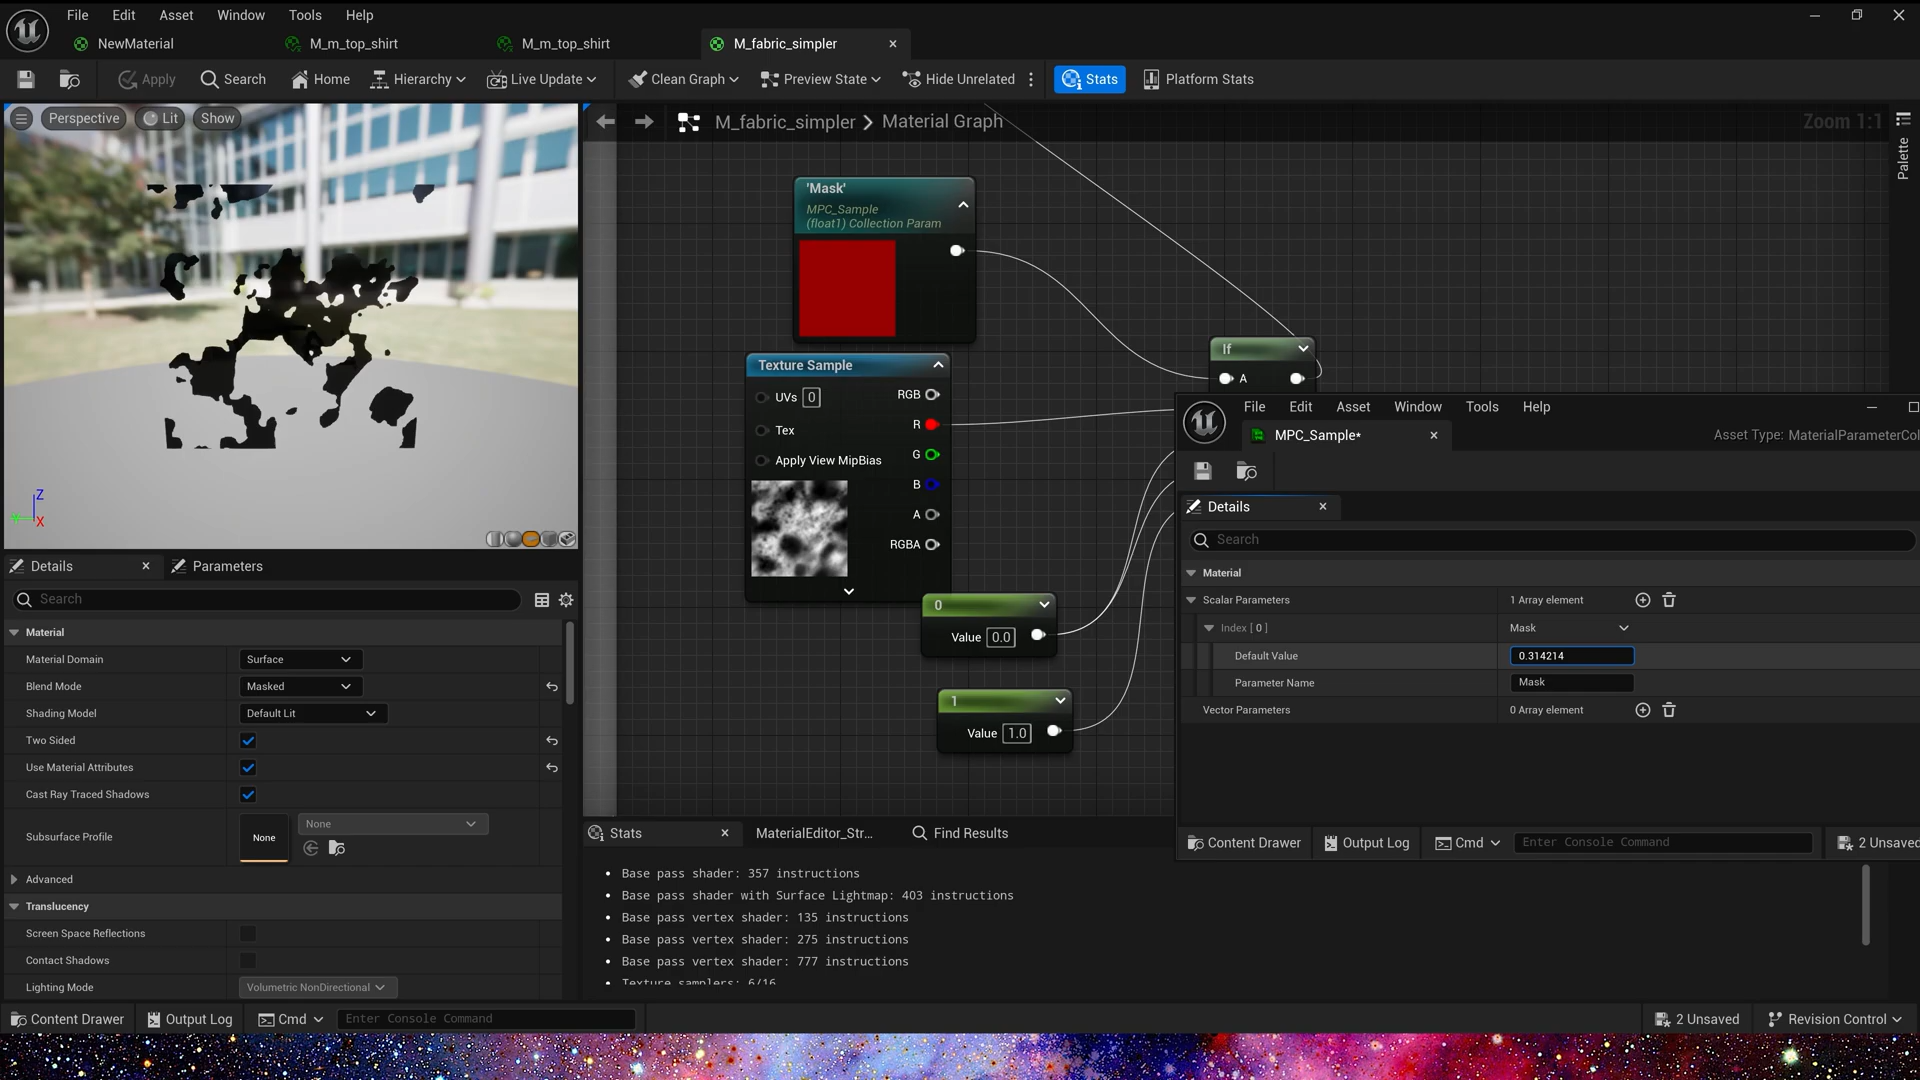 File Edit Asset Window Tools Help
NewMaterial M_m_top_shirt M_m_top_shirt M_fabric_simpler
Apply Search Home Hierarchy Live Update Clean Graph Preview State Hide Unrelated Stats Platform Stats
Perspective Lit Show
M_fabric_simpler Material Graph Zoom 1:1
Palette
'Mask'
MPC_Sample
(float1) Collection Param
If
A
Texture Sample
UVs 0 RGB
R
Tex
G
Apply View MipBias
B
A
RGBA
0
Value 0.0
1
Value 1.0
Z
X
File Edit Asset Window Tools Help
MPC_Sample* Asset Type: MaterialParameterCol
Details
Search
Material
Scalar Parameters 1 Array element
Index [ 0 ] Mask
Default Value 0.314214
Parameter Name Mask
Vector Parameters 0 Array element
Content Drawer Output Log Cmd Enter Console Command 2 Unsaved
Details Parameters
Search
Material
Material Domain Surface
Blend Mode Masked
Shading Model Default Lit
Two Sided
Use Material Attributes
Cast Ray Traced Shadows
Subsurface Profile None None
Advanced
Translucency
Screen Space Reflections
Contact Shadows
Lighting Mode Volumetric NonDirectional
Stats MaterialEditor_Str... Find Results
Base pass shader: 357 instructions
Base pass shader with Surface Lightmap: 403 instructions
Base pass vertex shader: 135 instructions
Base pass vertex shader: 275 instructions
Base pass vertex shader: 777 instructions
Texture samplers: 6/16
Content Drawer Output Log Cmd Enter Console Command 2 Unsaved Revision Control